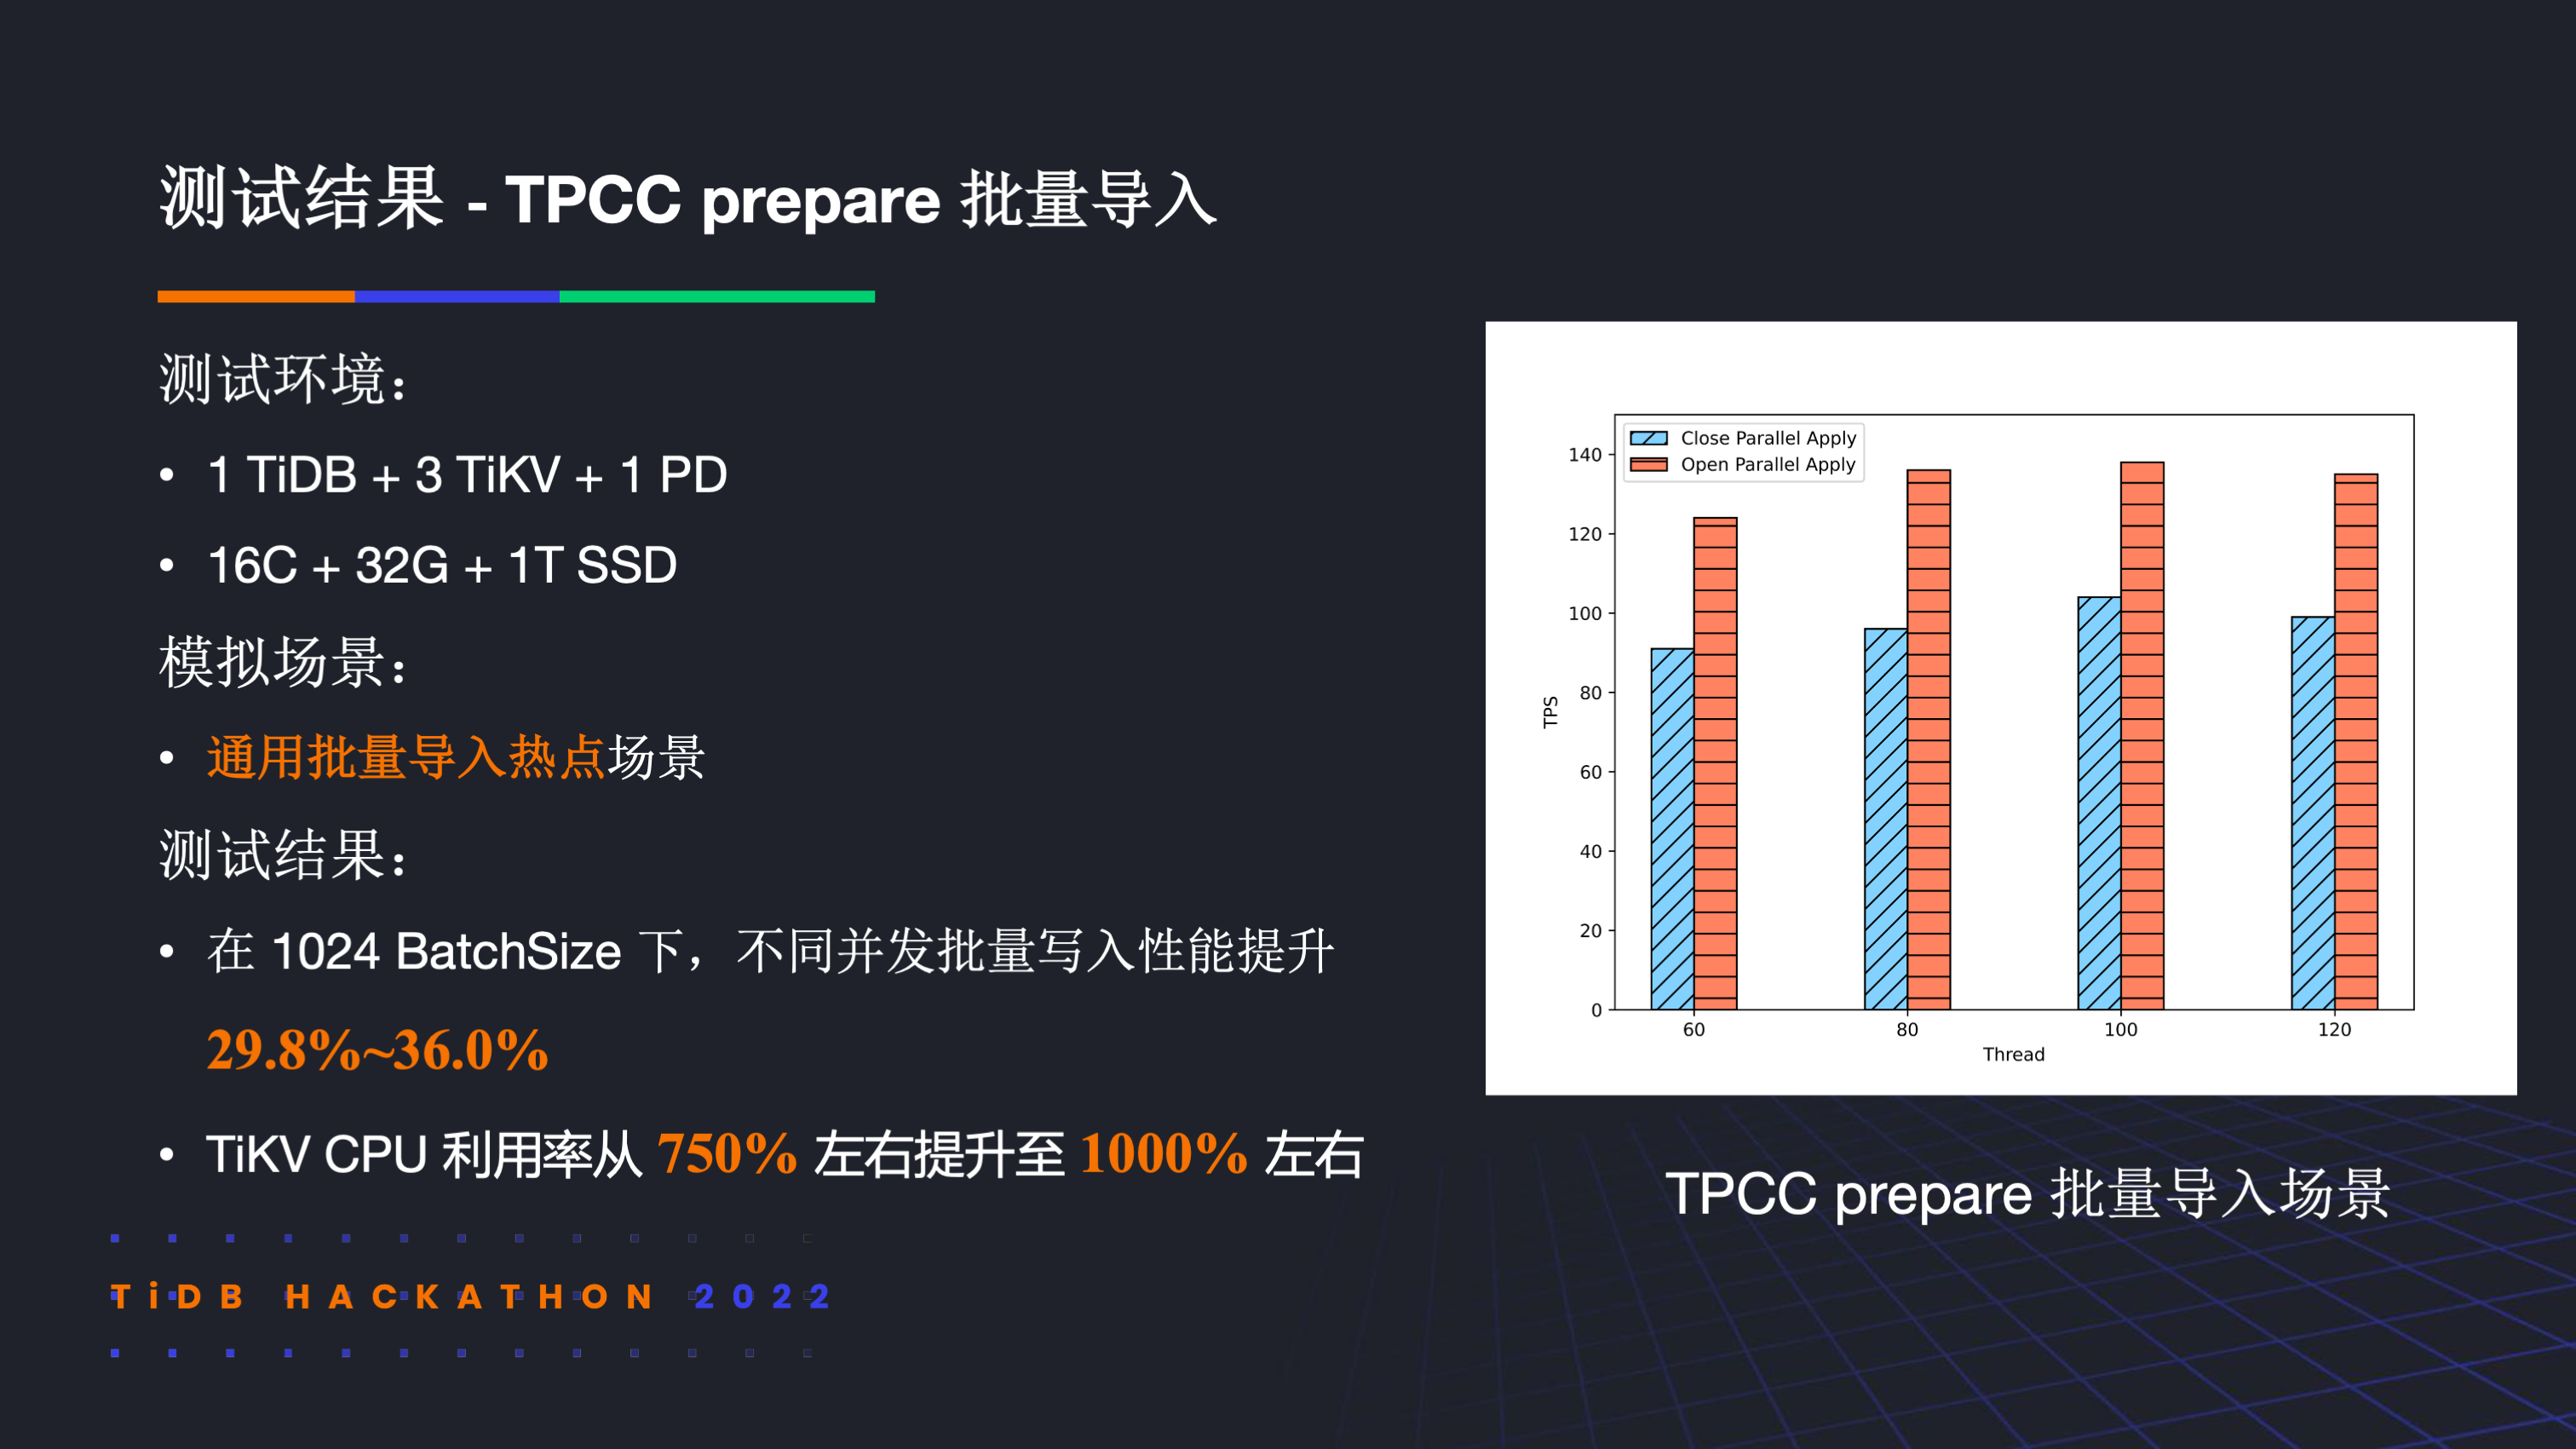 测试结果 - TPCC prepare 批量导入
测试环境：
• 1 TiDB + 3 TiKV + 1 PD
• 16C + 32G + 1T SSD
模拟场景：
• 通用批量导入热点场景
测试结果：
• 在 1024 BatchSize 下，不同并发批量写入性能提升
29.8%~36.0%
• TiKV CPU 利用率从 750% 左右提升至 1000% 左右
Close Parallel Apply
Open Parallel Apply
TPS
140
120
100
80
60
40
20
0
60 80 100 120
Thread
TPCC prepare 批量导入场景
TiDB HACKATHON 2022